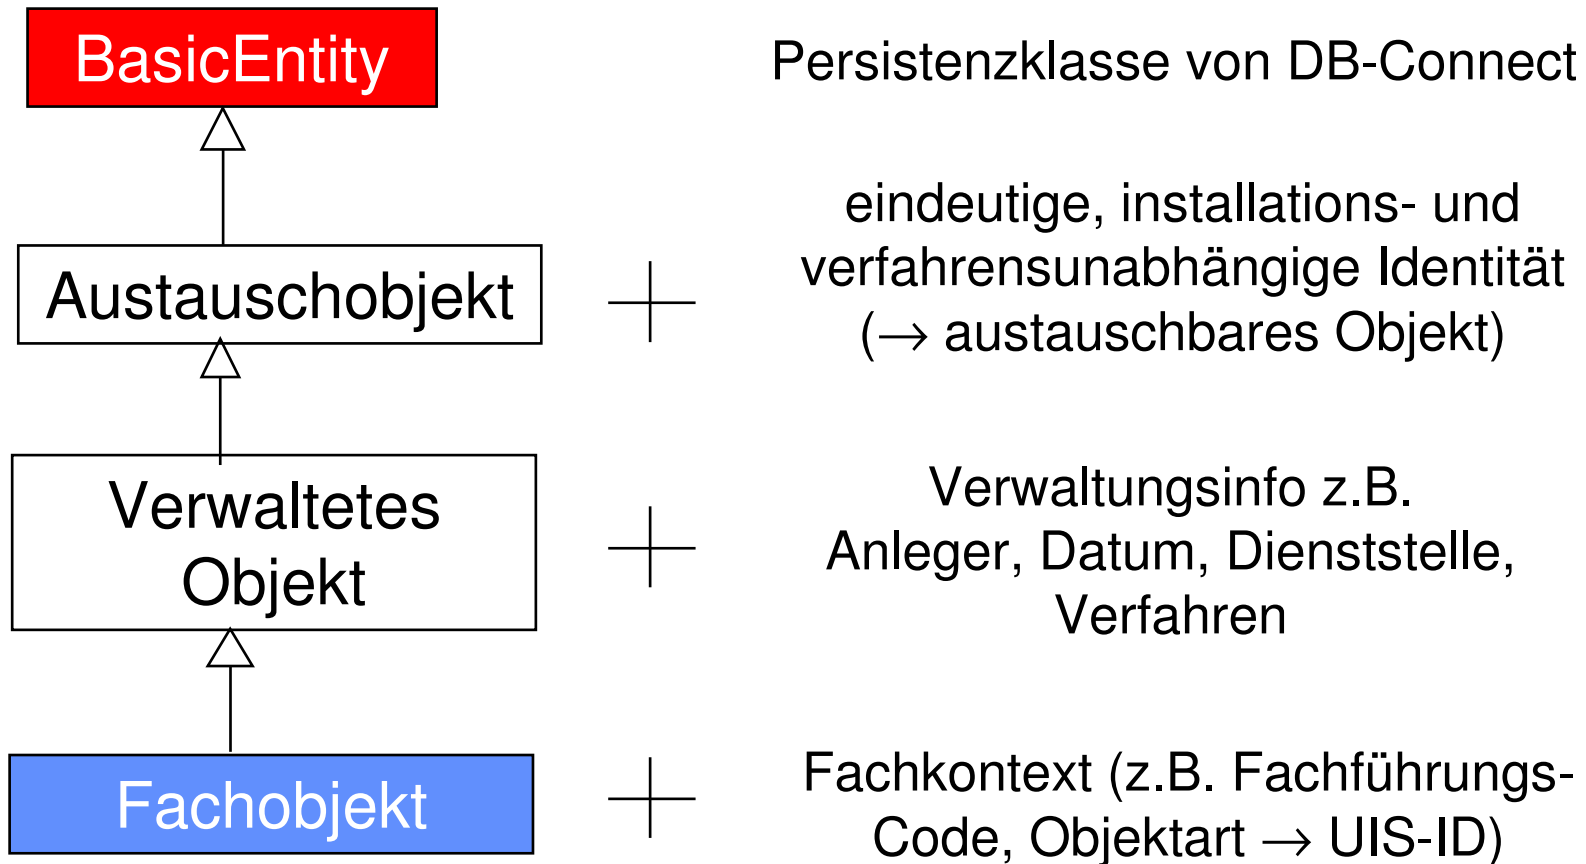 BasicEntity
Persistenzklasse von DB-Connect
Austauschobjekt
eindeutige, installations- und
verfahrensunabhängige Identität
(→ austauschbares Objekt)
Verwaltetes
Objekt
Verwaltungsinfo z.B.
Anleger, Datum, Dienststelle,
Verfahren
Fachobjekt
Fachkontext (z.B. Fachführungs-
Code, Objektart → UIS-ID)